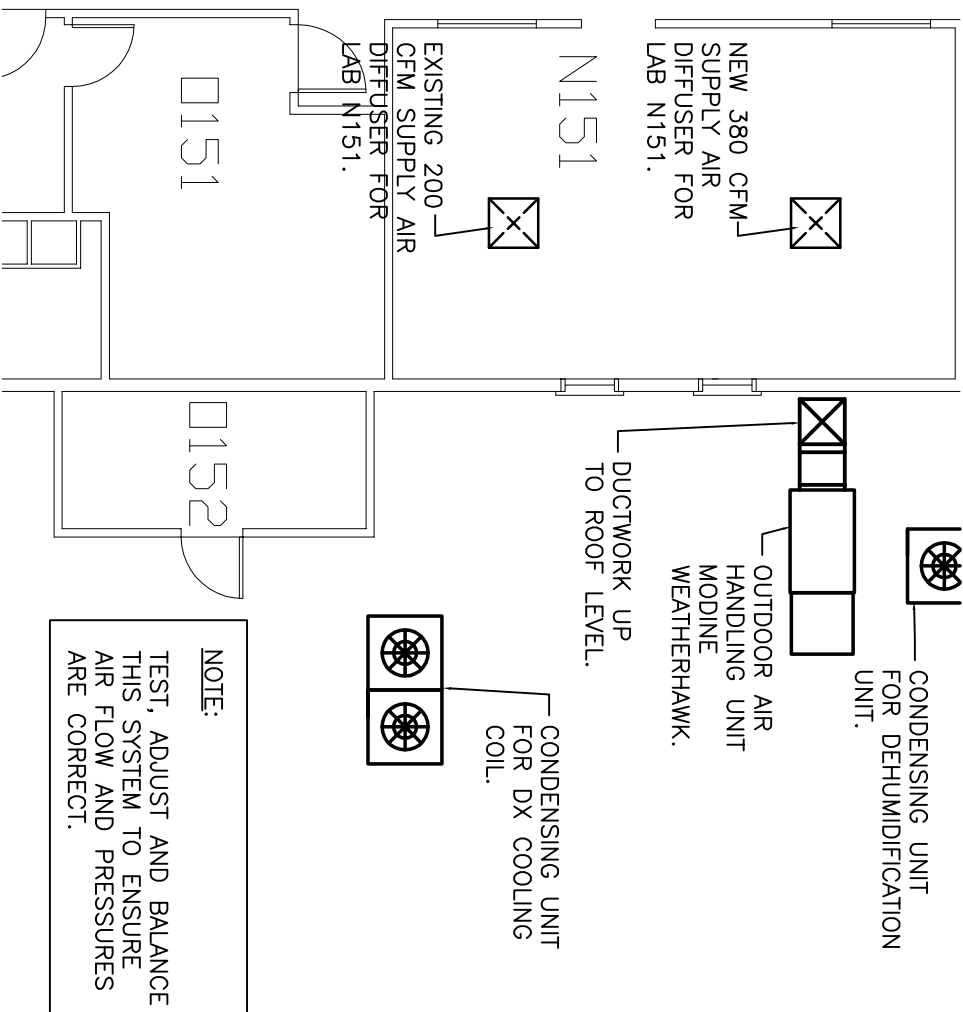 CONDENSING UNIT
FOR DEHUMIDIFICATION
UNIT.
OUTDOOR AIR
HANDLING UNIT
MODINE
WEATHERHAWK.
DUCTWORK UP
TO ROOF LEVEL.
CONDENSING UNIT
FOR DX COOLING
COIL.
NEW 380 CFM
SUPPLY AIR
DIFFUSER FOR
LAB N151.
N151
EXISTING 200
CFM SUPPLY AIR
DIFFUSER FOR
LAB N151.
□151
□152
NOTE:
TEST, ADJUST AND BALANCE
THIS SYSTEM TO ENSURE
AIR FLOW AND PRESSURES
ARE CORRECT.